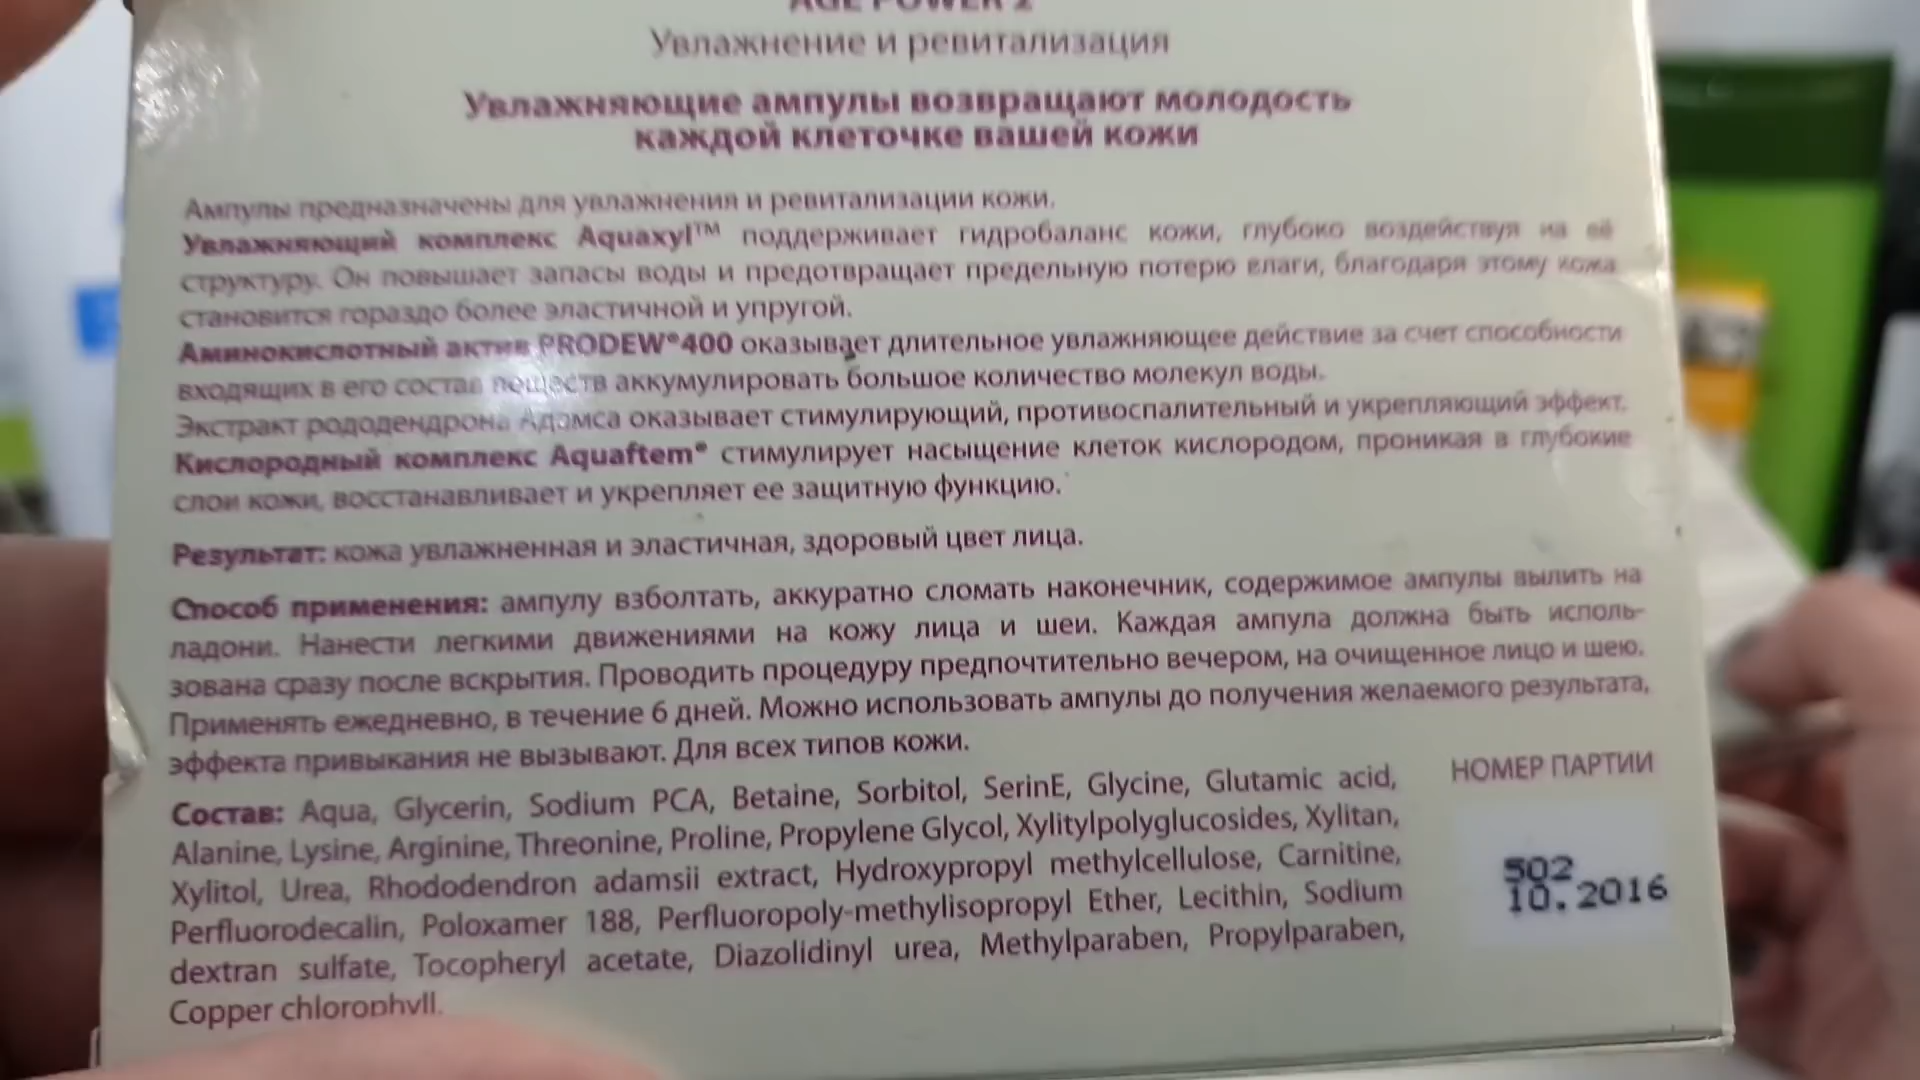 AGE POWER 2
Увлажнение и ревитализация
Увлажняющие ампулы возвращают молодость
каждой клеточке вашей кожи
Ампулы предназначены для увлажнения и ревитализации кожи.
Увлажняющий комплекс Aquaxyl™ поддерживает гидробаланс кожи, глубоко воздействуя на её
структуру. Он повышает запасы воды и предотвращает предельную потерю влаги, благодаря этому кожа
становится гораздо более эластичной и упругой.
Аминокислотный актив PRODEW®400 оказывает длительное увлажняющее действие за счет способности
входящих в его состав веществ аккумулировать большое количество молекул воды.
Экстракт рододендрона Адамса оказывает стимулирующий, противоспалительный и укрепляющий эффект.
Кислородный комплекс Aquaftem® стимулирует насыщение клеток кислородом, проникая в глубокие
слои кожи, восстанавливает и укрепляет ее защитную функцию.
Результат: кожа увлажненная и эластичная, здоровый цвет лица.
Способ применения: ампулу взболтать, аккуратно сломать наконечник, содержимое ампулы вылить на
ладони. Нанести легкими движениями на кожу лица и шеи. Каждая ампула должна быть исполь-
зована сразу после вскрытия. Проводить процедуру предпочтительно вечером, на очищенное лицо и шею.
Применять ежедневно, в течение 6 дней. Можно использовать ампулы до получения желаемого результата,
эффекта привыкания не вызывают. Для всех типов кожи.
Состав: Aqua, Glycerin, Sodium PCA, Betaine, Sorbitol, SerinE, Glycine, Glutamic acid,
Alanine, Lysine, Arginine, Threonine, Proline, Propylene Glycol, Xylitylpolyglucosides, Xylitan,
Xylitol, Urea, Rhododendron adamsii extract, Hydroxypropyl methylcellulose, Carnitine,
Perfluorodecalin, Poloxamer 188, Perfluoropoly-methylisopropyl Ether, Lecithin, Sodium
dextran sulfate, Tocopheryl acetate, Diazolidinyl urea, Methylparaben, Propylparaben,
Copper chlorophyll.
НОМЕР ПАРТИИ
502
10.2016